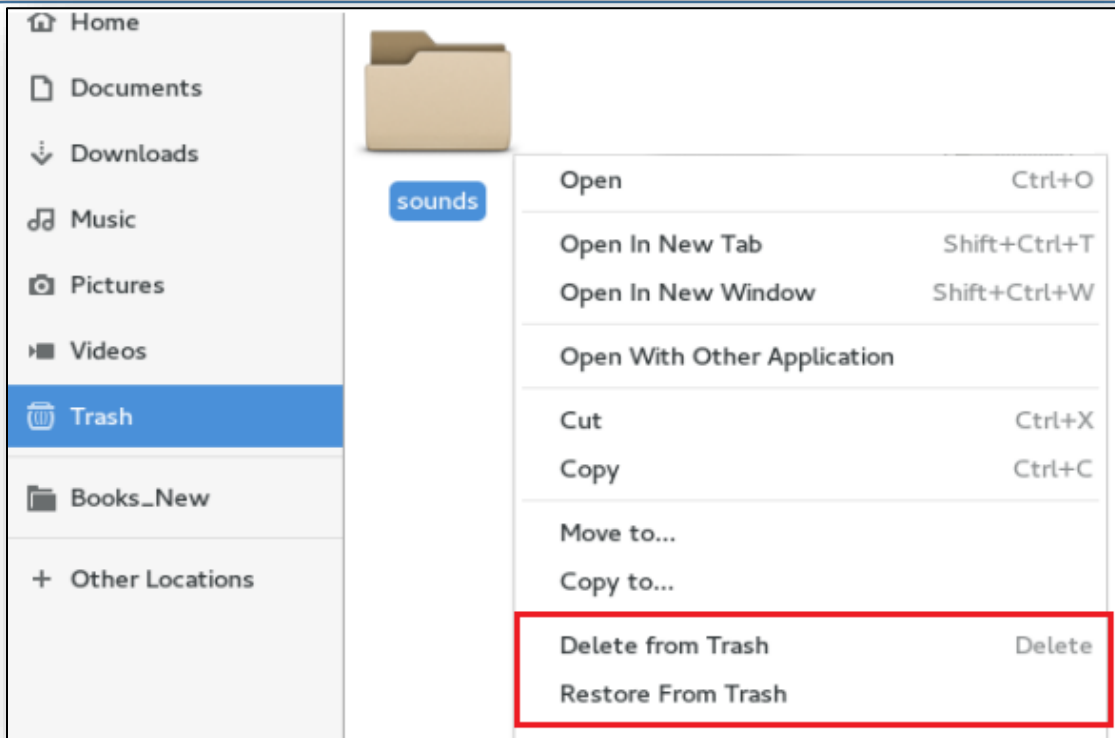 Home
Documents
Downloads
Music
Pictures
Videos
Trash
Books_New
Other Locations
sounds
Open Ctrl+O
Open In New Tab Shift+Ctrl+T
Open In New Window Shift+Ctrl+W
Open With Other Application
Cut Ctrl+X
Copy Ctrl+C
Move to...
Copy to...
Delete from Trash Delete
Restore From Trash